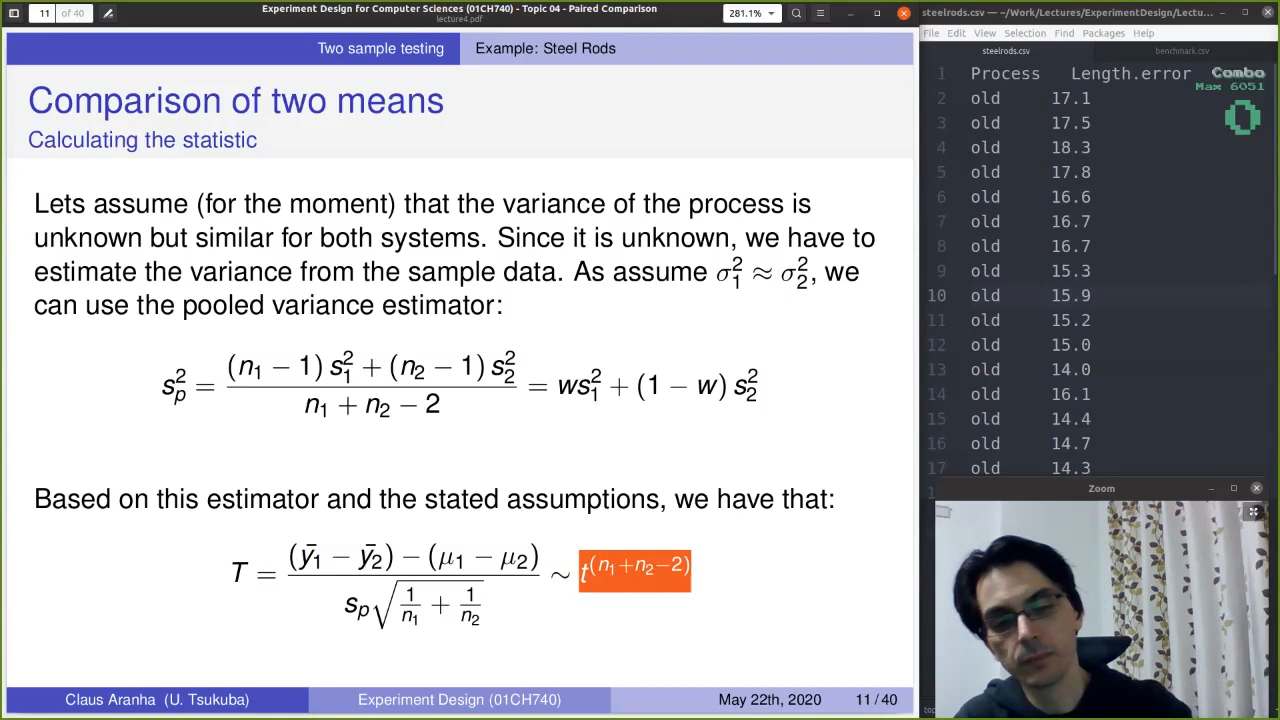 11 of 40
Experiment Design for Computer Sciences (01CH740) - Topic 04 - Paired Comparison
lecture4.pdf
281.1%
Two sample testing
Example: Steel Rods
Comparison of two means
Calculating the statistic
Lets assume (for the moment) that the variance of the process is
unknown but similar for both systems. Since it is unknown, we have to
estimate the variance from the sample data. As assume σ₁² ≈ σ₂², we
can use the pooled variance estimator:
s_p² = ((n₁ − 1) s₁² + (n₂ − 1) s₂²) / (n₁ + n₂ − 2) = ws₁² + (1 − w) s₂²
Based on this estimator and the stated assumptions, we have that:
T = ((ȳ₁ − ȳ₂) − (μ₁ − μ₂)) / (s_p √(1/n₁ + 1/n₂)) ∼ t^(n₁+n₂−2)
Claus Aranha (U. Tsukuba)
Experiment Design (01CH740)
May 22th, 2020
11 / 40
steelrods.csv — ~/Work/Lectures/ExperimentDesign/Lectu...
File Edit View Selection Find Packages Help
steelrods.csv
benchmark.csv
1 Process Length.error
Combo
Max 6051
0
2 old 17.1
3 old 17.5
4 old 18.3
5 old 17.8
6 old 16.6
7 old 16.7
8 old 16.7
9 old 15.3
10 old 15.9
11 old 15.2
12 old 15.0
13 old 14.0
14 old 16.1
15 old 14.4
16 old 14.7
17 old 14.3
Zoom